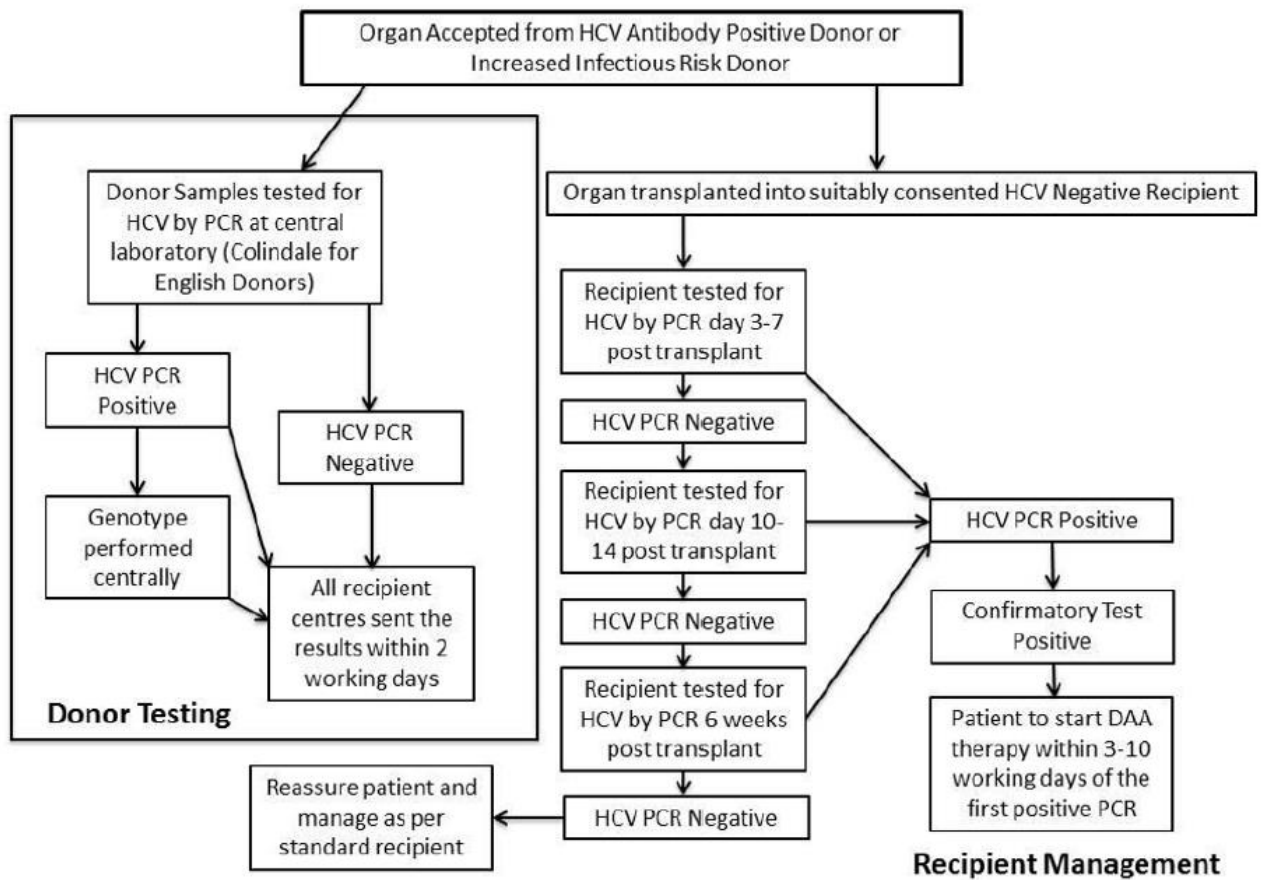 Organ Accepted from HCV Antibody Positive Donor or
Increased Infectious Risk Donor
Donor Samples tested for
HCV by PCR at central
laboratory (Colindale for
English Donors)
HCV PCR
Positive
HCV PCR
Negative
Genotype
performed
centrally
All recipient
centres sent the
results within 2
working days
Donor Testing
Organ transplanted into suitably consented HCV Negative Recipient
Recipient tested for
HCV by PCR day 3-7
post transplant
HCV PCR Negative
Recipient tested for
HCV by PCR day 10-
14 post transplant
HCV PCR Negative
Recipient tested for
HCV by PCR 6 weeks
post transplant
HCV PCR Negative
Reassure patient and
manage as per
standard recipient
HCV PCR Positive
Confirmatory Test
Positive
Patient to start DAA
therapy within 3-10
working days of the
first positive PCR
Recipient Management